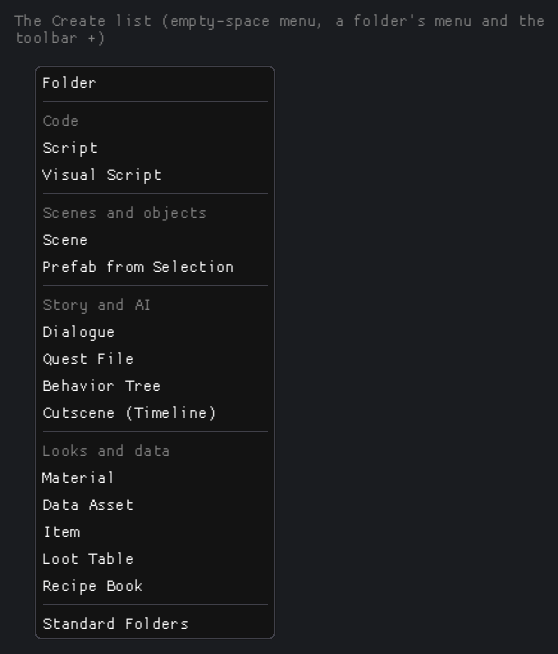 The Create list (empty-space menu, a folder's menu and the
toolbar +)
Folder
Code
Script
Visual Script
Scenes and objects
Scene
Prefab from Selection
Story and AI
Dialogue
Quest File
Behavior Tree
Cutscene (Timeline)
Looks and data
Material
Data Asset
Item
Loot Table
Recipe Book
Standard Folders